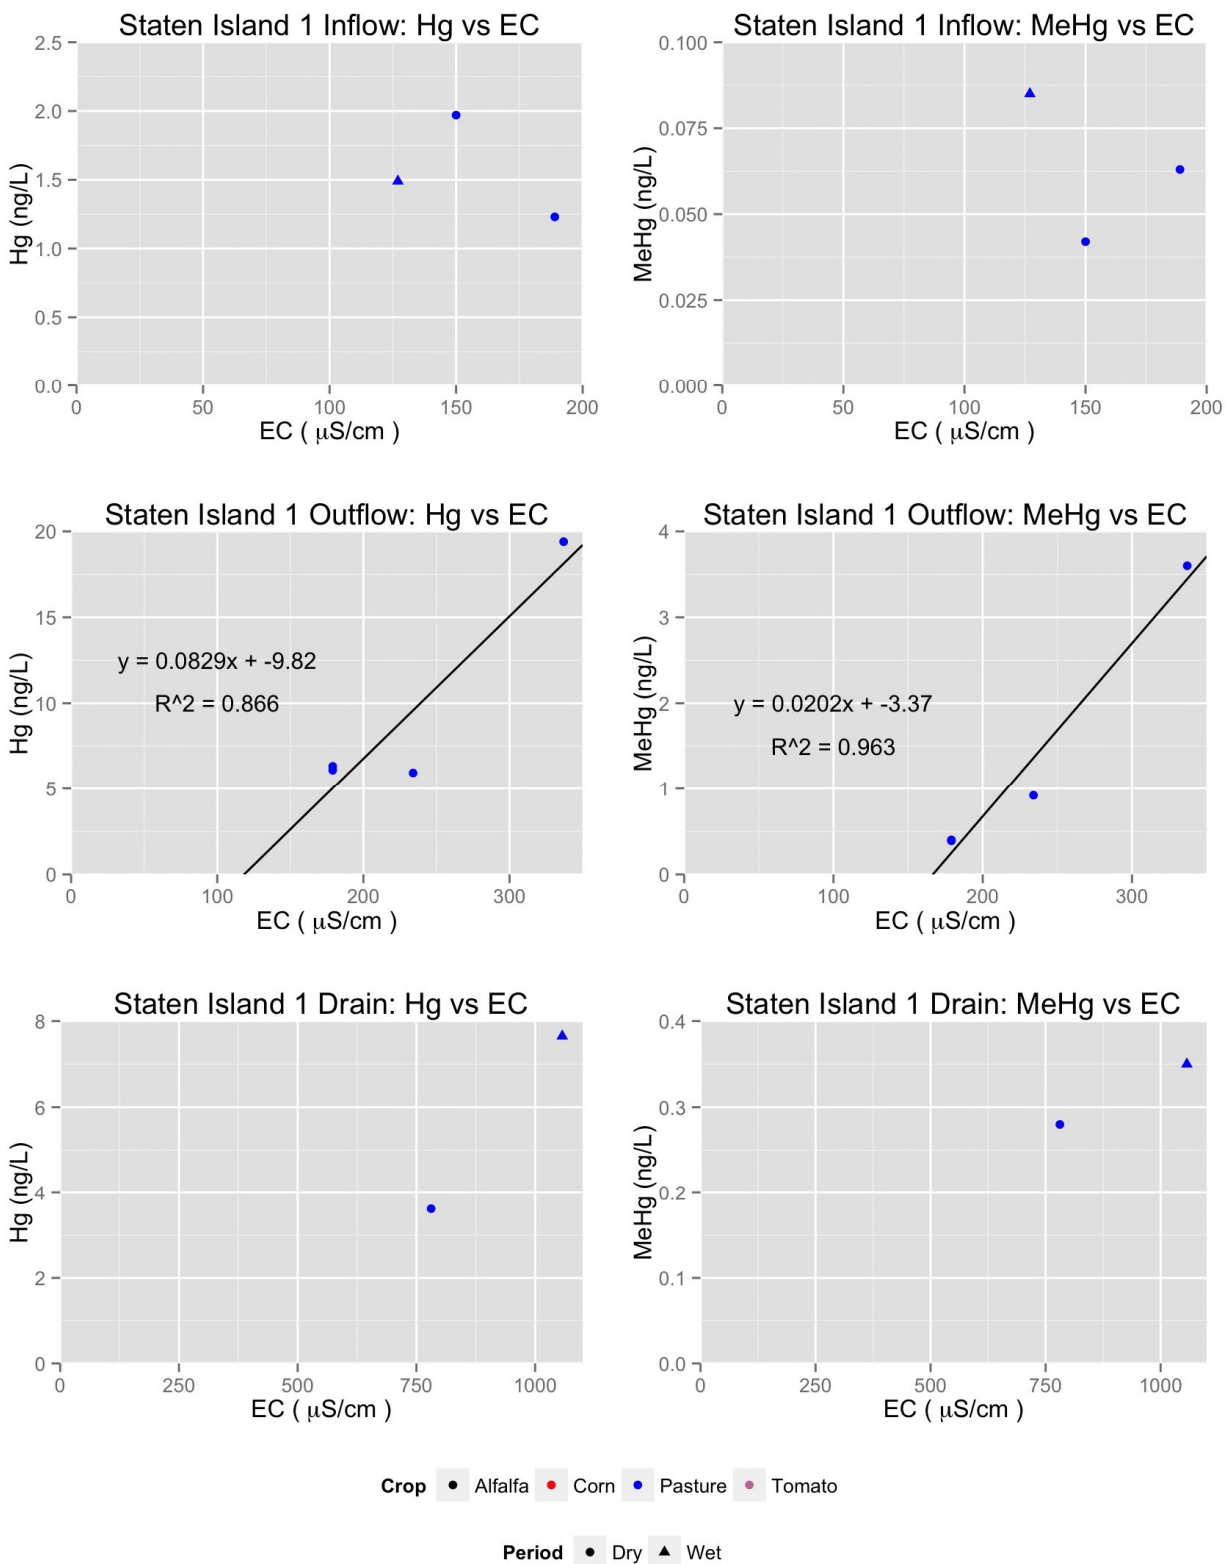 Staten Island 1 Inflow: Hg vs EC
2.5
2.0
1.5
1.0
0.5
0.0
Hg (ng/L)
0 50 100 150 200
EC ( μS/cm )
Staten Island 1 Inflow: MeHg vs EC
0.100
0.075
0.050
0.025
0.000
MeHg (ng/L)
0 50 100 150 200
EC ( μS/cm )
Staten Island 1 Outflow: Hg vs EC
20
15
10
5
0
Hg (ng/L)
y = 0.0829x + -9.82
R^2 = 0.866
0 100 200 300
EC ( μS/cm )
Staten Island 1 Outflow: MeHg vs EC
4
3
2
1
0
MeHg (ng/L)
y = 0.0202x + -3.37
R^2 = 0.963
0 100 200 300
EC ( μS/cm )
Staten Island 1 Drain: Hg vs EC
8
6
4
2
0
Hg (ng/L)
0 250 500 750 1000
EC ( μS/cm )
Staten Island 1 Drain: MeHg vs EC
0.4
0.3
0.2
0.1
0.0
MeHg (ng/L)
0 250 500 750 1000
EC ( μS/cm )
Crop Alfalfa Corn Pasture Tomato
Period Dry Wet